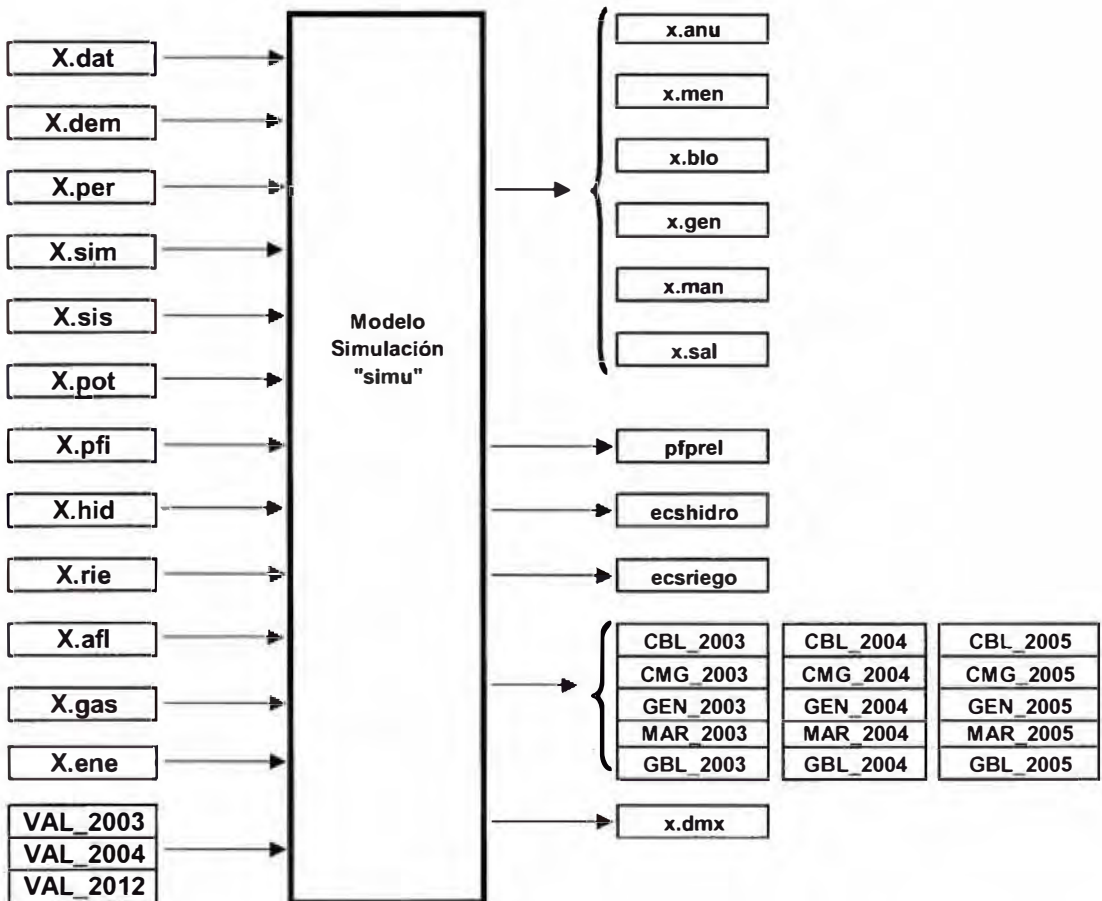 X.dat
X.dem
X.per
X.sim
X.sis
X.pot
X.pfi
X.hid
X.rie
X.afl
X.gas
X.ene
VAL_2003
VAL_2004
VAL_2012
Modelo
Simulación
"simu"
x.anu
x.men
x.blo
x.gen
x.man
x.sal
pfprel
ecshidro
ecsriego
CBL_2003 CBL_2004 CBL_2005
CMG_2003 CMG_2004 CMG_2005
GEN_2003 GEN_2004 GEN_2005
MAR_2003 MAR_2004 MAR_2005
GBL_2003 GBL_2004 GBL_2005
x.dmx